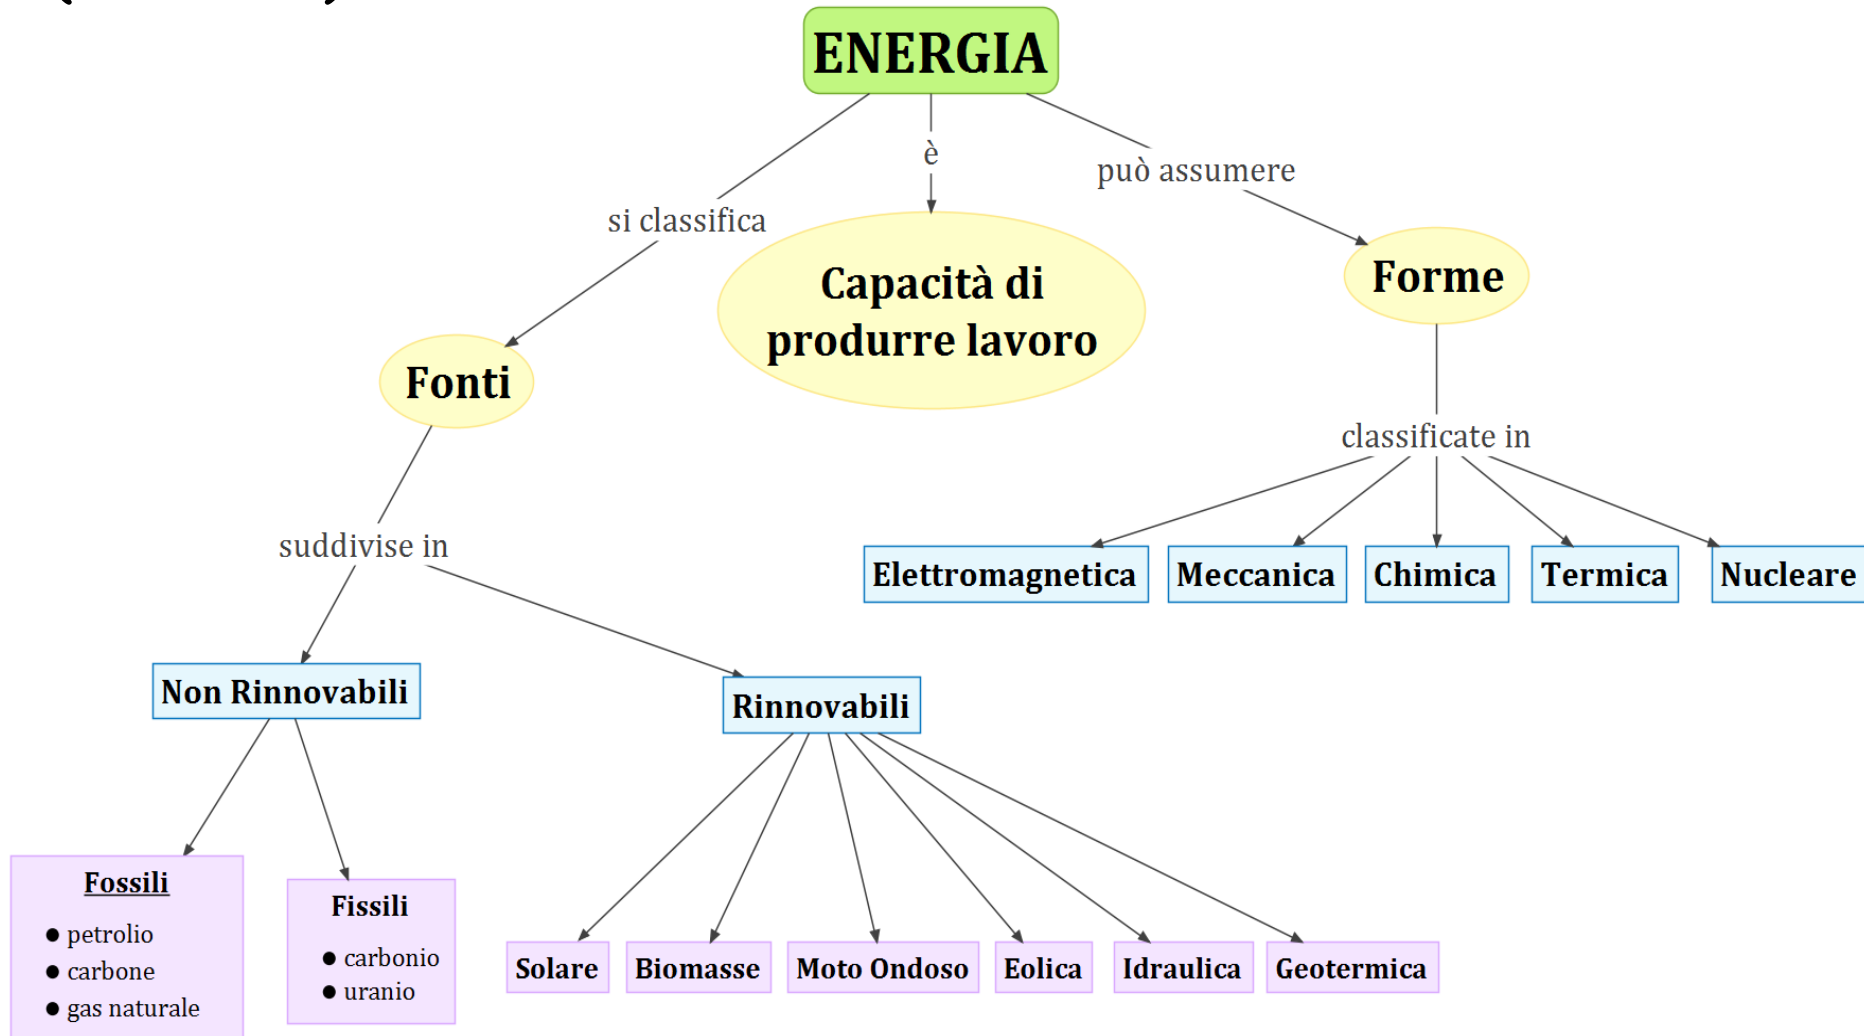 ENERGIA
è
può assumere
si classifica
Capacità di
produrre lavoro
Forme
Fonti
classificate in
suddivise in
Elettromagnetica
Meccanica
Chimica
Termica
Nucleare
Non Rinnovabili
Rinnovabili
Fossili
● petrolio
● carbone
● gas naturale
Fissili
● carbonio
● uranio
Solare
Biomasse
Moto Ondoso
Eolica
Idraulica
Geotermica